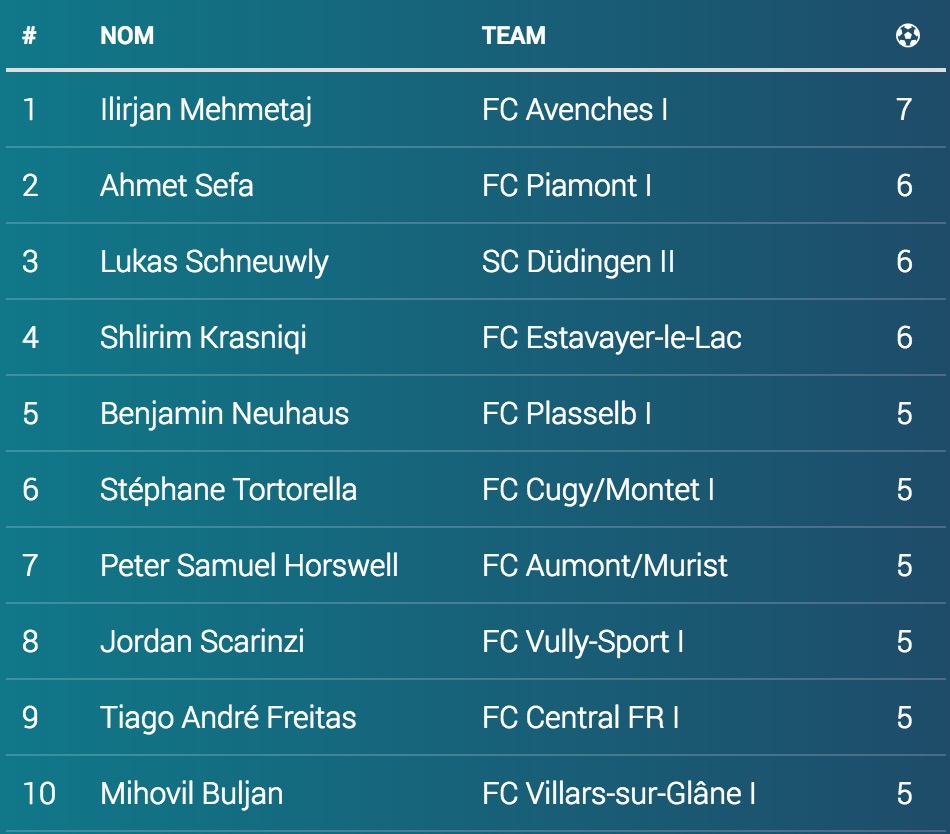 # NOM TEAM
1 Ilirjan Mehmetaj FC Avenches I 7
2 Ahmet Sefa FC Piamont I 6
3 Lukas Schneuwly SC Düdingen II 6
4 Shlirim Krasniqi FC Estavayer-le-Lac 6
5 Benjamin Neuhaus FC Plasselb I 5
6 Stéphane Tortorella FC Cugy/Montet I 5
7 Peter Samuel Horswell FC Aumont/Murist 5
8 Jordan Scarinzi FC Vully-Sport I 5
9 Tiago André Freitas FC Central FR I 5
10 Mihovil Buljan FC Villars-sur-Glâne I 5